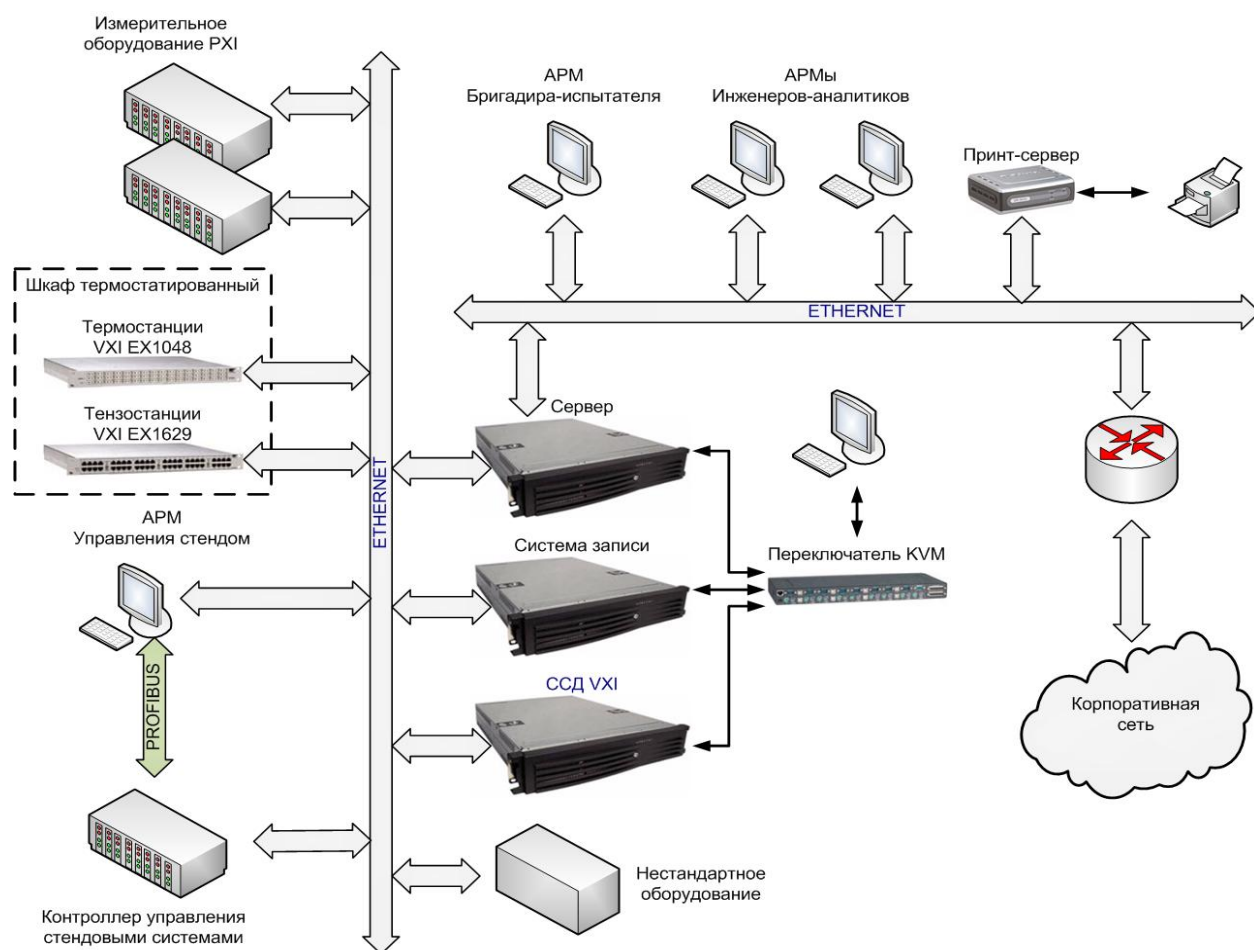 Измерительное
оборудование PXI
АРМ
Бригадира-испытателя
АРМы
Инженеров-аналитиков
Принт-сервер
Шкаф термостатированный
Термостанции
VXI EX1048
Тензостанции
VXI EX1629
ETHERNET
ETHERNET
Сервер
АРМ
Управления стендом
Система записи
Переключатель KVM
PROFIBUS
ССД VXI
Корпоративная
сеть
Контроллер управления
стендовыми системами
Нестандартное
оборудование